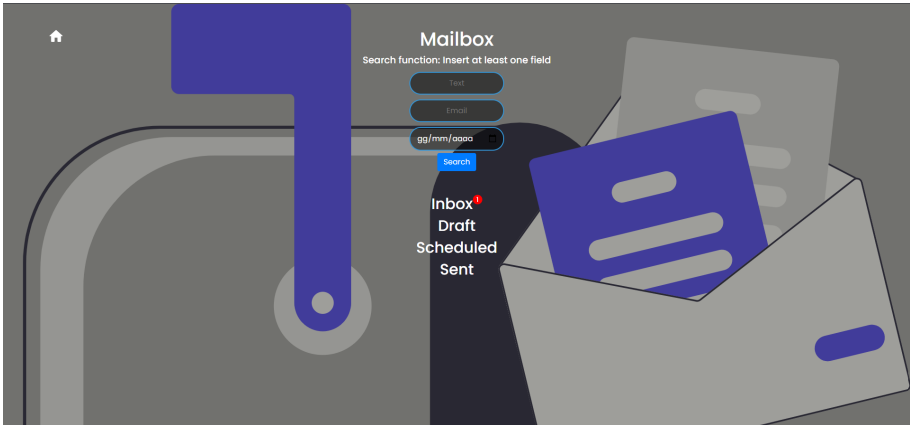 Mailbox
Search function: Insert at least one field
Text
Email
gg/mm/aaaa
Search
Inbox 1
Draft
Scheduled
Sent